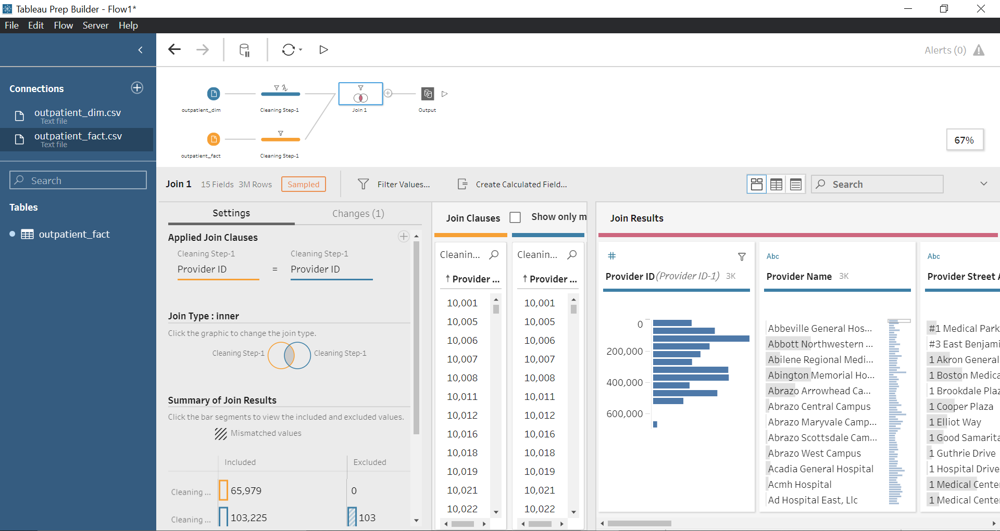 Tableau Prep Builder - Flow1*
File Edit Flow Server Help
Alerts (0)
Connections
outpatient_dim.csv
Text file
outpatient_fact.csv
Text file
Search
Tables
outpatient_fact
outpatient_dim
Cleaning Step-1
Join 1
Output
outpatient_fact
Cleaning Step-1
67%
Join 1 15 Fields 3M Rows Sampled Filter Values... Create Calculated Field... Search
Settings Changes (1)
Applied Join Clauses
Cleaning Step-1 Cleaning Step-1
Provider ID = Provider ID
Join Type : inner
Click the graphic to change the join type.
Cleaning Step-1 Cleaning Step-1
Summary of Join Results
Click the bar segments to view the included and excluded values.
Mismatched values
Included Excluded
Cleaning ... 65,979 0
Cleaning ... 103,225 103
Join Clauses Show only m
Cleanin... Cleanin...
Provider ... Provider ...
10,001 10,001
10,005 10,005
10,006 10,006
10,007 10,007
10,008 10,008
10,011 10,011
10,012 10,012
10,016 10,016
10,018 10,018
10,019 10,019
10,021 10,021
10,022 10,022
Join Results
#
Provider ID (Provider ID-1) 3K
0
200,000
400,000
600,000
Abc
Provider Name 3K
Abbeville General Hos...
Abbott Northwestern ...
Abilene Regional Medi...
Abington Memorial Ho...
Abrazo Arrowhead Ca...
Abrazo Central Campus
Abrazo Maryvale Camp...
Abrazo Scottsdale Cam...
Abrazo West Campus
Acadia General Hospital
Acmh Hospital
Ad Hospital East, Llc
Abc
Provider Street A
#1 Medical Park
#3 East Benjami
1 Akron General
1 Boston Medica
1 Brookdale Plaz
1 Cooper Plaza
1 Elliot Way
1 Good Samarita
1 Guthrie Drive
1 Hospital Drive
1 Medical Center
1 Medical Center